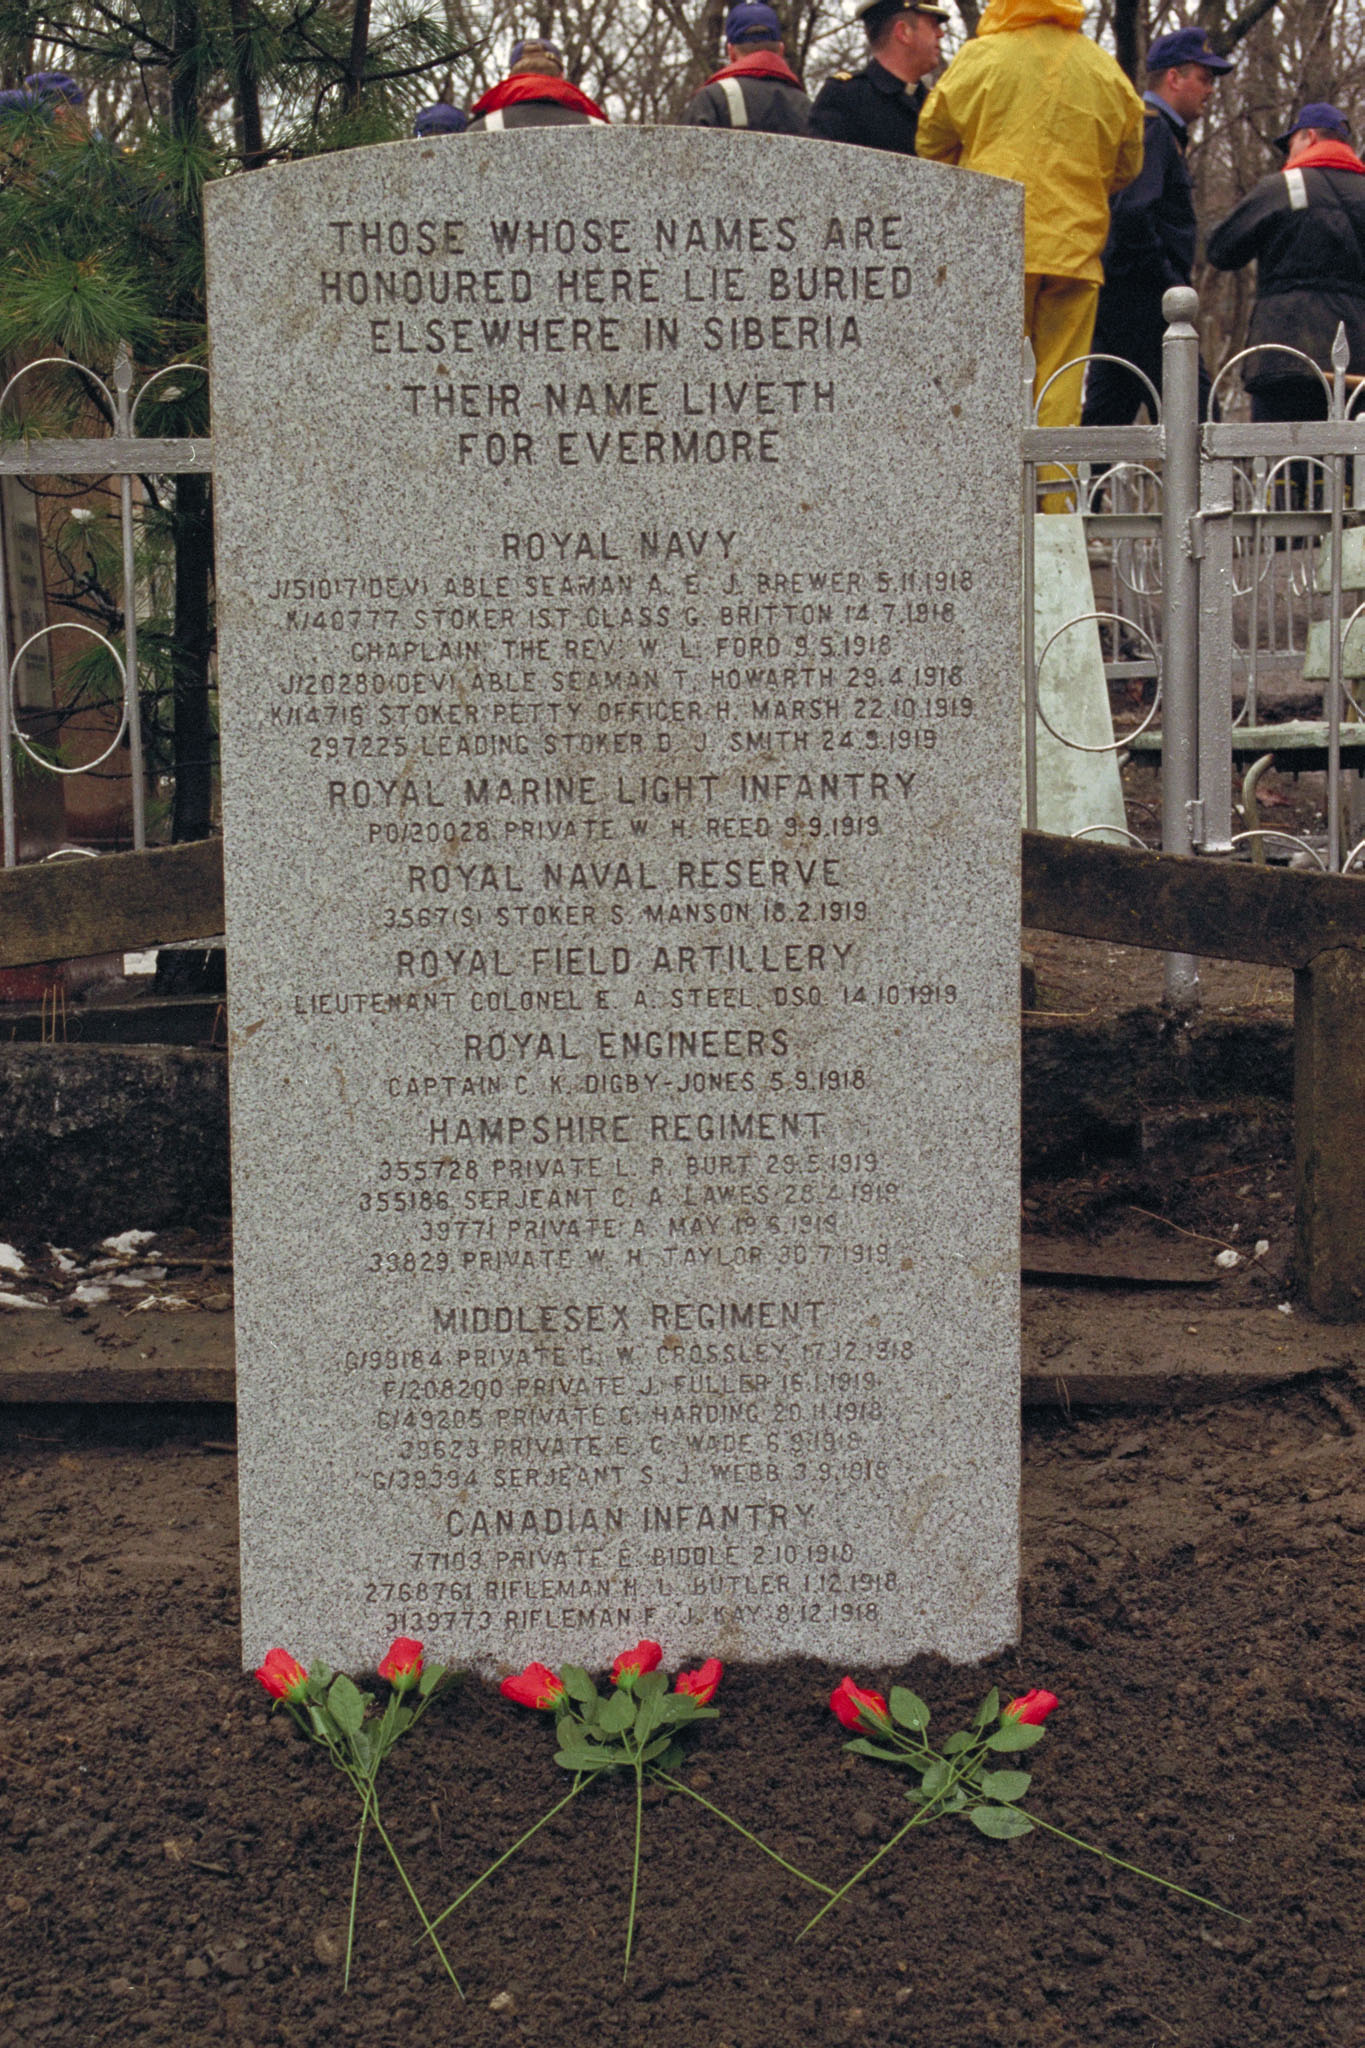 THOSE WHOSE NAMES ARE
HONOURED HERE LIE BURIED
ELSEWHERE IN SIBERIA
THEIR NAME LIVETH
FOR EVERMORE
ROYAL NAVY
J/51017(DEV) ABLE SEAMAN A. E. J. BREWER 5.11.1918
K/40777 STOKER 1ST CLASS G. BRITTON 14.7.1918
CHAPLAIN THE REV. W. L. FORD 9.5.1918
J/20280(DEV) ABLE SEAMAN T. HOWARTH 29.4.1918
K/14716 STOKER PETTY OFFICER H. MARSH 22.10.1919
297225 LEADING STOKER D. J. SMITH 24.9.1919
ROYAL MARINE LIGHT INFANTRY
PO/20028 PRIVATE W. H. REED 9.9.1919
ROYAL NAVAL RESERVE
3567(S) STOKER S. MANSON 18.2.1919
ROYAL FIELD ARTILLERY
LIEUTENANT COLONEL E. A. STEEL, DSO. 14.10.1919
ROYAL ENGINEERS
CAPTAIN C. K. DIGBY-JONES 5.9.1918
HAMPSHIRE REGIMENT
355728 PRIVATE L. R. BURT 29.5.1919
355186 SERJEANT C. A. LAWES 28.4.1919
39771 PRIVATE A. MAY 19.6.1919
39829 PRIVATE W. H. TAYLOR 30.7.1919
MIDDLESEX REGIMENT
G/99184 PRIVATE G. W. CROSSLEY 17.12.1918
F/208200 PRIVATE J. FULLER 16.1.1919
G/49205 PRIVATE C. HARDING 20.11.1918
39623 PRIVATE E. C. WADE 6.9.1918
G/39394 SERJEANT S. J. WEBB 3.9.1918
CANADIAN INFANTRY
77103 PRIVATE E. BIDDLE 2.10.1918
2768761 RIFLEMAN H. L. BUTLER 1.12.1918
3139773 RIFLEMAN F. J. KAY 8.12.1918